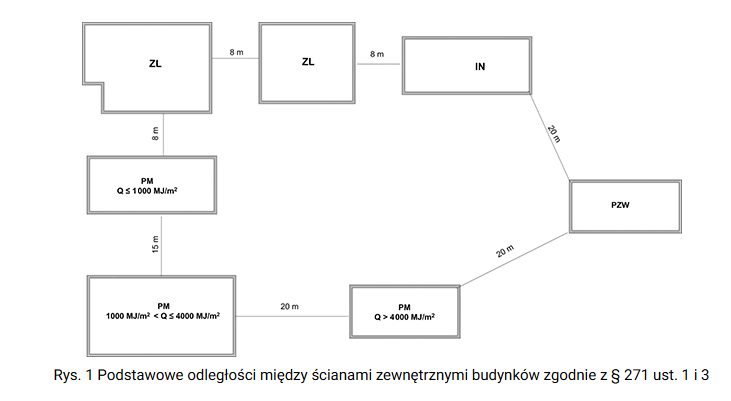 ZL
8 m
ZL
8 m
IN
20 m
8 m
PM
Q ≤ 1000 MJ/m²
PZW
15 m
20 m
PM
1000 MJ/m² < Q ≤ 4000 MJ/m²
20 m
PM
Q > 4000 MJ/m²
Rys. 1 Podstawowe odległości między ścianami zewnętrznymi budynków zgodnie z § 271 ust. 1 i 3